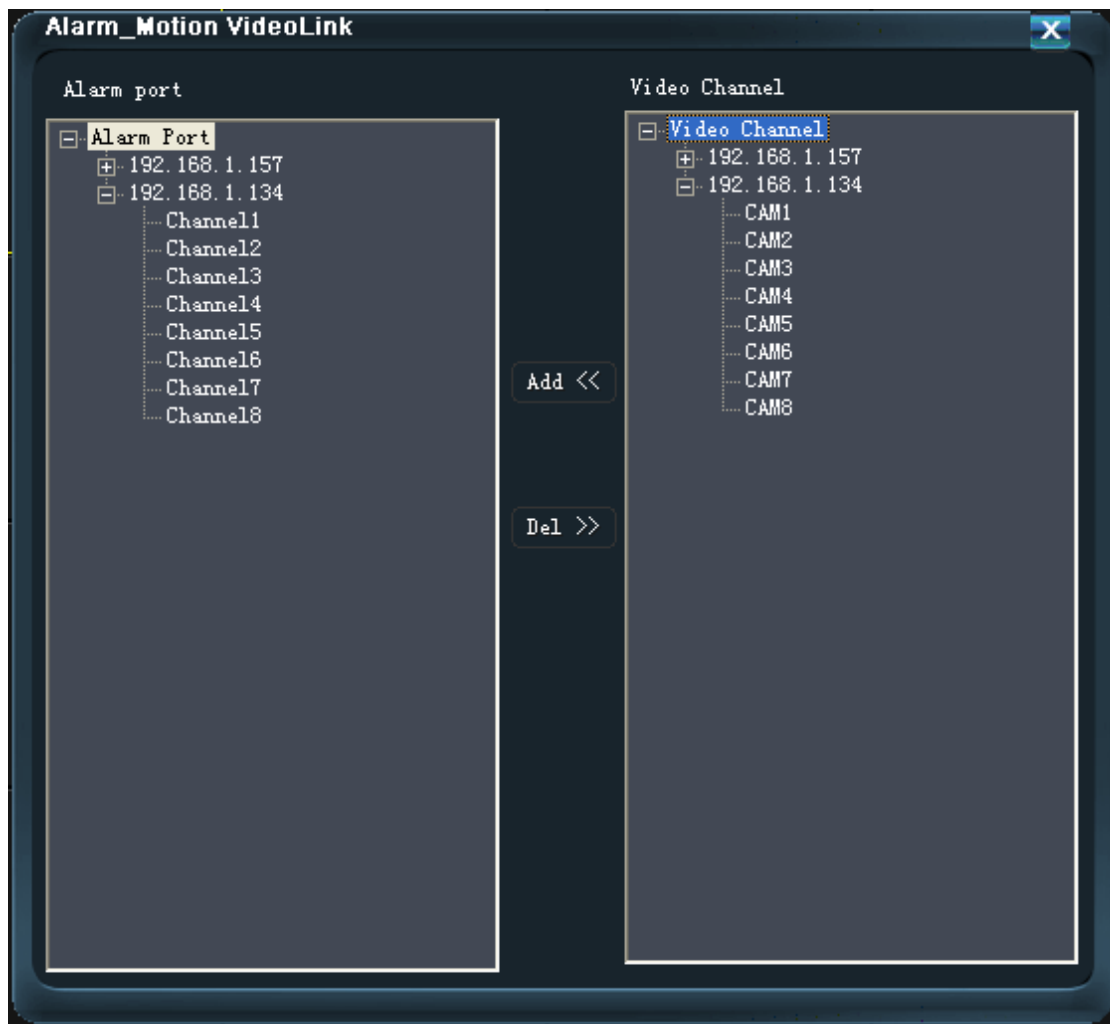 Alarm_Motion VideoLink
X
Alarm port
Alarm Port
192.168.1.157
192.168.1.134
Channel1
Channel2
Channel3
Channel4
Channel5
Channel6
Channel7
Channel8
Add <<
Del >>
Video Channel
Video Channel
192.168.1.157
192.168.1.134
CAM1
CAM2
CAM3
CAM4
CAM5
CAM6
CAM7
CAM8